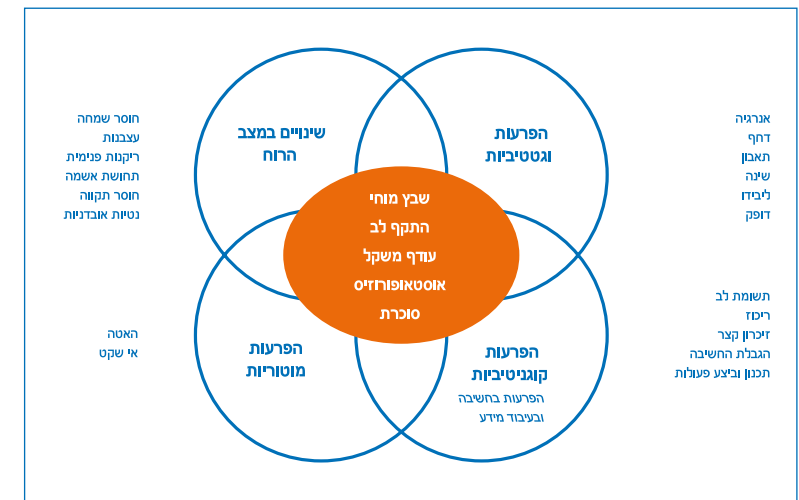 אנרגיה
דחף
תאבון
שינה
ליבידו
דופק
הפרעות
וגטטיביות
שינויים במצב
הרוח
חוסר שמחה
עצבנות
ריקנות פנימית
תחושת אשמה
חוסר תקווה
נטיות אובדניות
שבץ מוחי
התקף לב
עודף משקל
אוסטאופורוזיס
סוכרת
תשומת לב
ריכוז
זיכרון קצר
הגבלת החשיבה
תכנון וביצע פעולות
הפרעות
קוגניטיביות
הפרעות בחשיבה
ובעיבוד מידע
הפרעות
מוטוריות
האטה
אי שקט